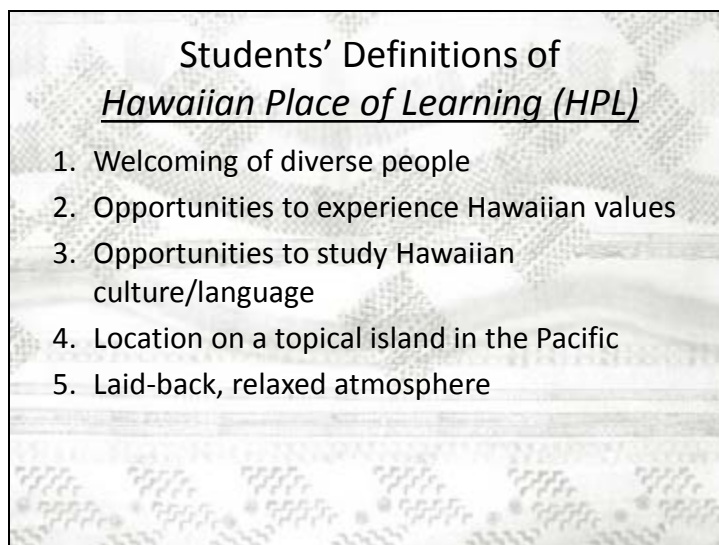 Students’ Definitions of
Hawaiian Place of Learning (HPL)
1. Welcoming of diverse people
2. Opportunities to experience Hawaiian values
3. Opportunities to study Hawaiian
culture/language
4. Location on a topical island in the Pacific
5. Laid-back, relaxed atmosphere